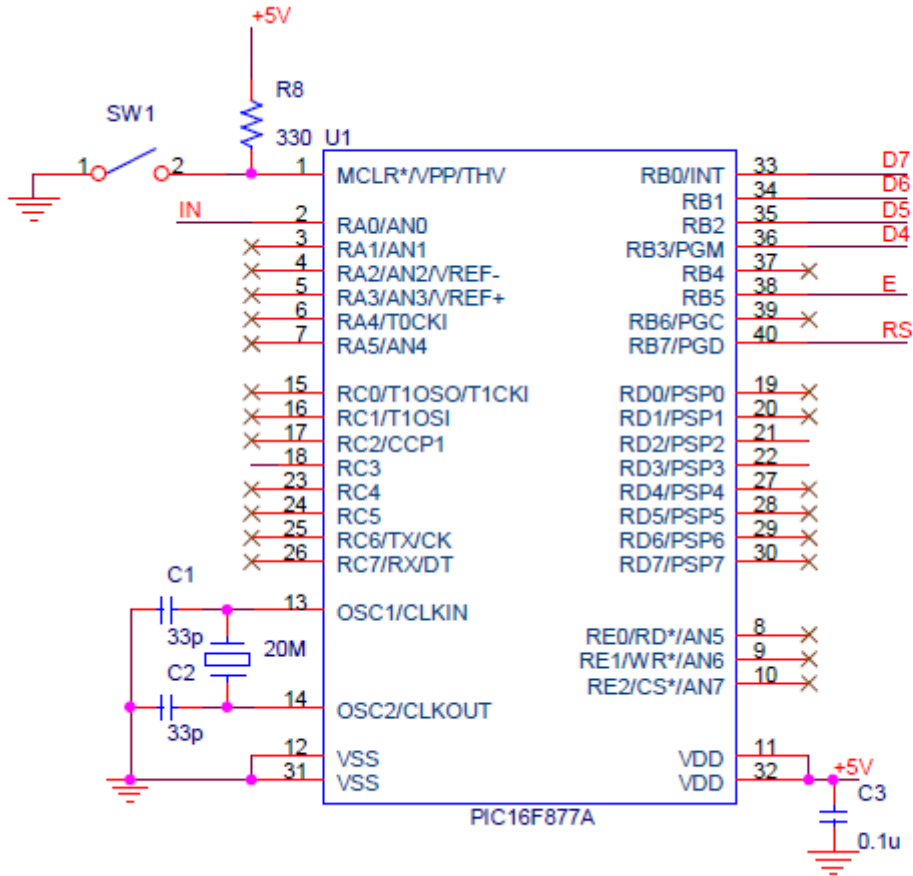 +5V
R8
330
SW1
1
2
U1
1 MCLR*/VPP/THV
IN
2 RA0/AN0
3 RA1/AN1
4 RA2/AN2/VREF-
5 RA3/AN3/VREF+
6 RA4/T0CKI
7 RA5/AN4
15 RC0/T1OSO/T1CKI
16 RC1/T1OSI
17 RC2/CCP1
18 RC3
23 RC4
24 RC5
25 RC6/TX/CK
26 RC7/RX/DT
C1
33p
13 OSC1/CLKIN
20M
C2
33p
14 OSC2/CLKOUT
12 VSS
31 VSS
RB0/INT 33 D7
RB1 34 D6
RB2 35 D5
RB3/PGM 36 D4
RB4 37
RB5 38 E
RB6/PGC 39
RB7/PGD 40 RS
RD0/PSP0 19
RD1/PSP1 20
RD2/PSP2 21
RD3/PSP3 22
RD4/PSP4 27
RD5/PSP5 28
RD6/PSP6 29
RD7/PSP7 30
RE0/RD*/AN5 8
RE1/WR*/AN6 9
RE2/CS*/AN7 10
VDD 11
VDD 32
+5V
C3
0.1u
PIC16F877A